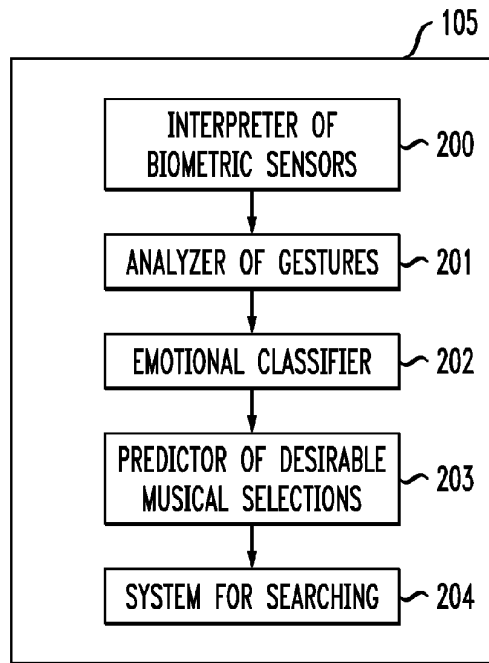 105
INTERPRETER OF
BIOMETRIC SENSORS
200
ANALYZER OF GESTURES
201
EMOTIONAL CLASSIFIER
202
PREDICTOR OF DESIRABLE
MUSICAL SELECTIONS
203
SYSTEM FOR SEARCHING
204